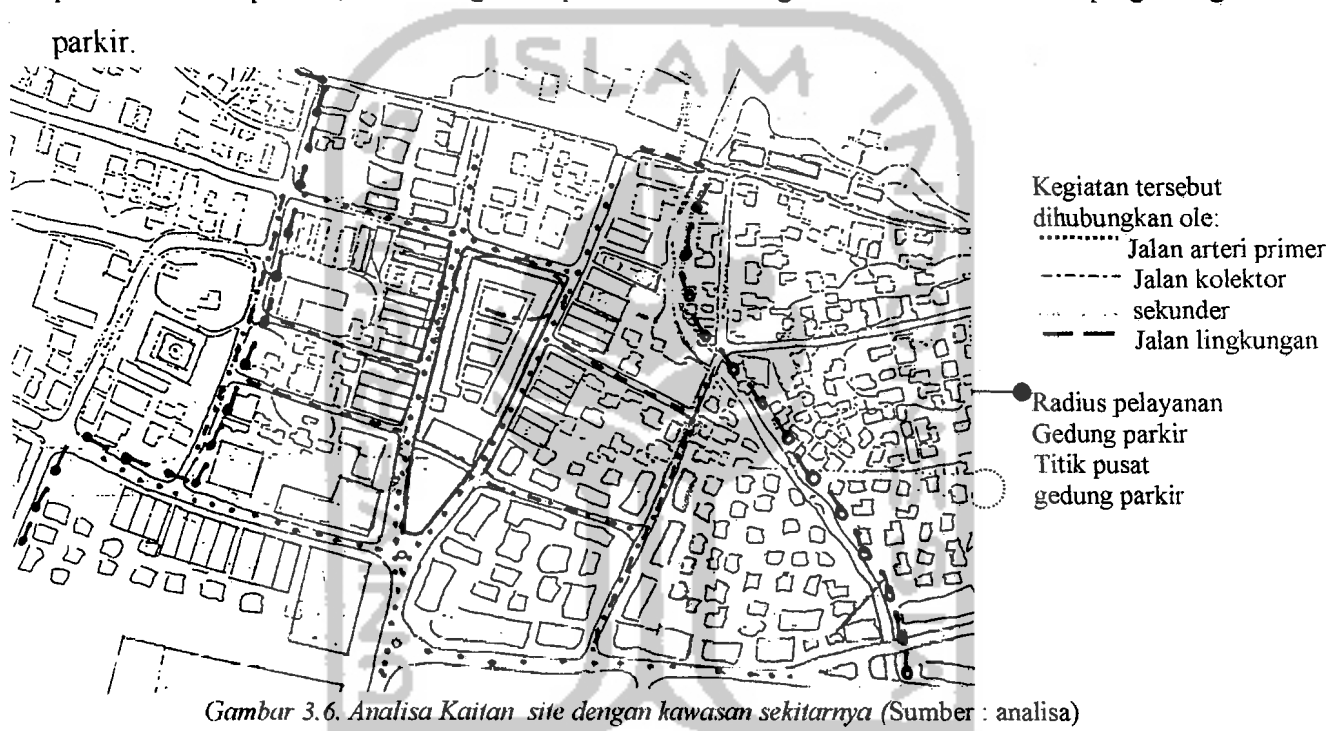 parkir.
ISLAM
Kegiatan tersebut
dihubungkan ole:
Jalan arteri primer
Jalan kolektor
sekunder
Jalan lingkungan
Radius pelayanan
Gedung parkir
Titik pusat
gedung parkir
Gambar 3.6. Analisa Kaitan site dengan kawasan sekitarnya (Sumber : analisa)